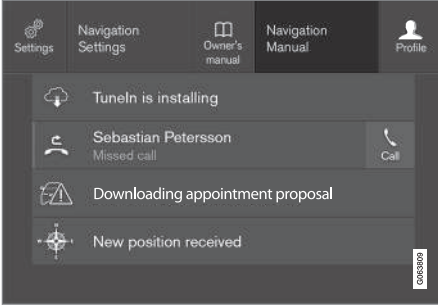 Settings
Navigation
Settings
Owner's
manual
Navigation
Manual
Profile
TuneIn is installing
Sebastian Petersson
Missed call
Call
Downloading appointment proposal
New position received
G063809